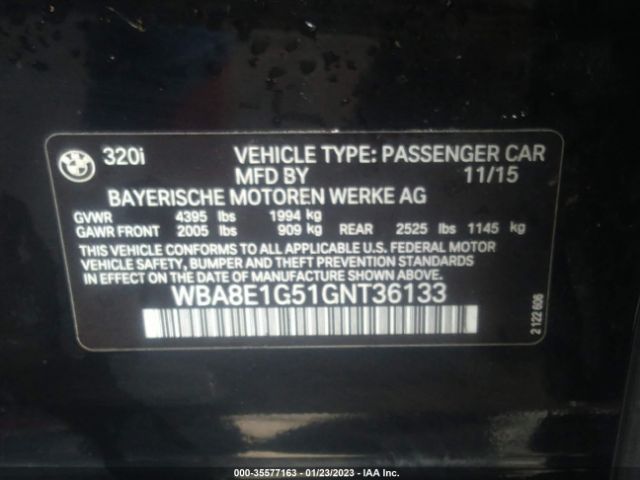 320i VEHICLE TYPE: PASSENGER CAR
MFD BY 11/15
BAYERISCHE MOTOREN WERKE AG
GVWR 4395 lbs 1994 kg
GAWR FRONT 2005 lbs 909 kg REAR 2525 lbs 1145 kg
THIS VEHICLE CONFORMS TO ALL APPLICABLE U.S. FEDERAL MOTOR
VEHICLE SAFETY, BUMPER AND THEFT PREVENTION STANDARDS IN
EFFECT ON THE DATE OF MANUFACTURE SHOWN ABOVE.
WBA8E1G51GNT36133
2 122 606
000-35577163 - 01/23/2023 - IAA Inc.